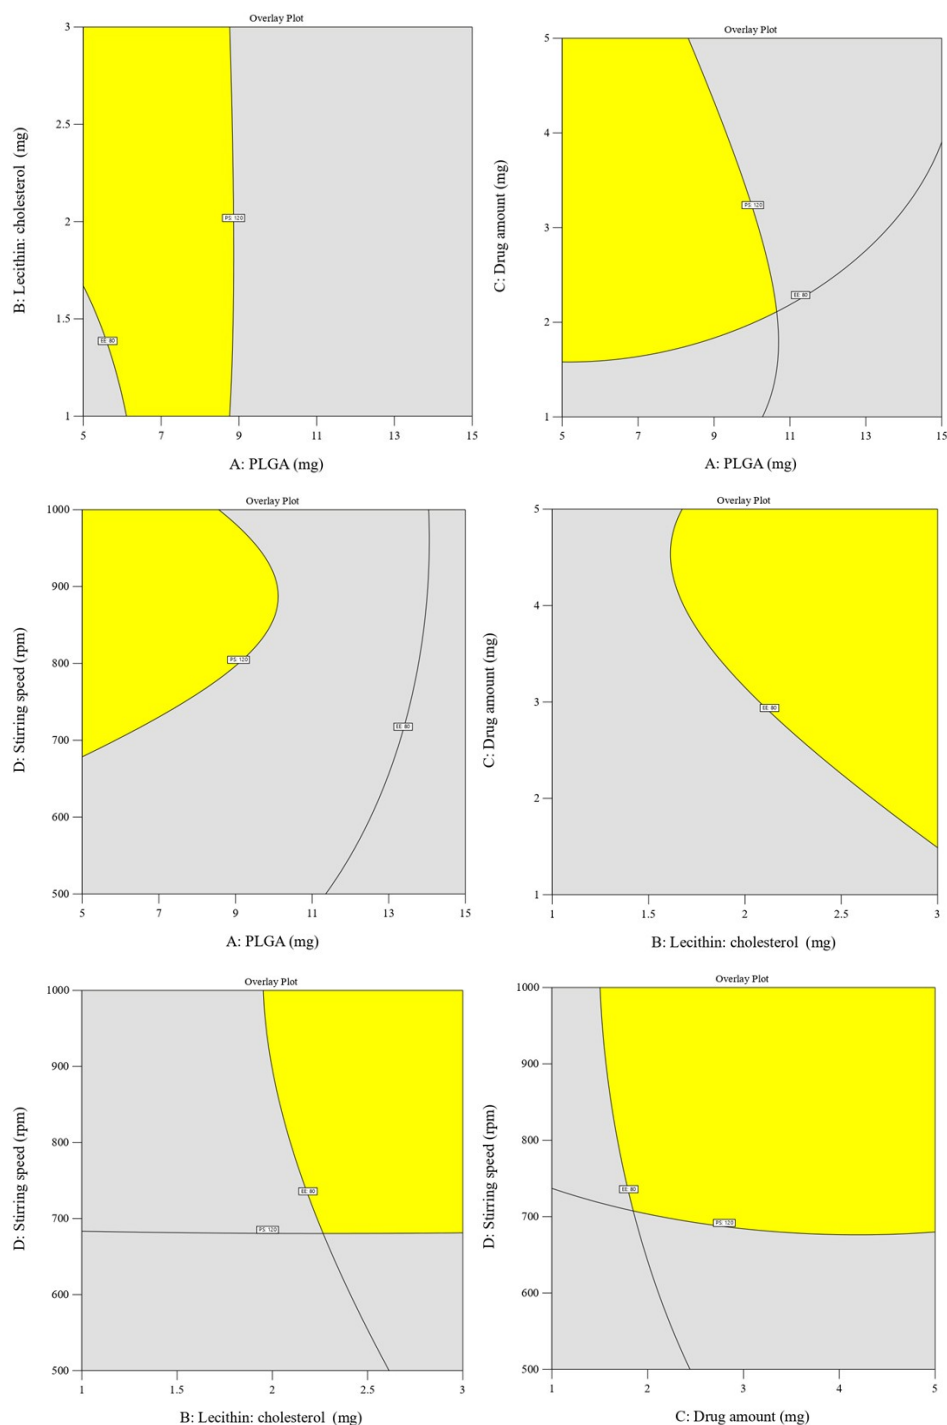 Overlay Plot
3
2.5
2
1.5
1
B: Lecithin: cholesterol (mg)
PS: 120
EE: 80
5 7 9 11 13 15
A: PLGA (mg)
Overlay Plot
5
4
3
2
1
C: Drug amount (mg)
PS: 120
EE: 80
5 7 9 11 13 15
A: PLGA (mg)
Overlay Plot
1000
900
800
700
600
500
D: Stirring speed (rpm)
PS: 120
EE: 80
5 7 9 11 13 15
A: PLGA (mg)
Overlay Plot
5
4
3
2
1
C: Drug amount (mg)
EE: 80
1 1.5 2 2.5 3
B: Lecithin: cholesterol (mg)
Overlay Plot
1000
900
800
700
600
500
D: Stirring speed (rpm)
EE: 80
PS: 120
1 1.5 2 2.5 3
B: Lecithin: cholesterol (mg)
Overlay Plot
1000
900
800
700
600
500
D: Stirring speed (rpm)
EE: 80
PS: 120
1 2 3 4 5
C: Drug amount (mg)